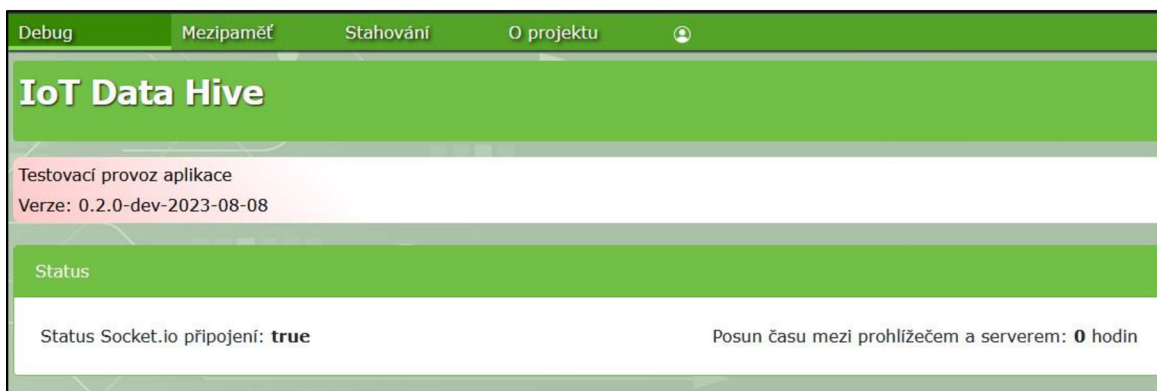 Debug Mezipaměť Stahování O projektu
IoT Data Hive
Testovací provoz aplikace
Verze: 0.2.0-dev-2023-08-08
Status
Status Socket.io připojení: true Posun času mezi prohlížečem a serverem: 0 hodin